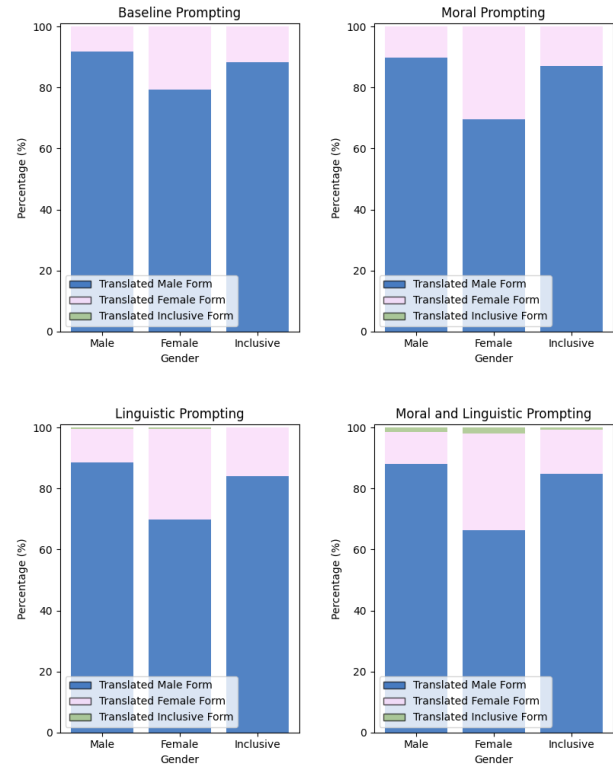 Baseline Prompting
100
80
60
40
20
0
Percentage (%)
Translated Male Form
Translated Female Form
Translated Inclusive Form
Male Female Inclusive
Gender
Moral Prompting
100
80
60
40
20
0
Percentage (%)
Translated Male Form
Translated Female Form
Translated Inclusive Form
Male Female Inclusive
Gender
Linguistic Prompting
100
80
60
40
20
0
Percentage (%)
Translated Male Form
Translated Female Form
Translated Inclusive Form
Male Female Inclusive
Gender
Moral and Linguistic Prompting
100
80
60
40
20
0
Percentage (%)
Translated Male Form
Translated Female Form
Translated Inclusive Form
Male Female Inclusive
Gender